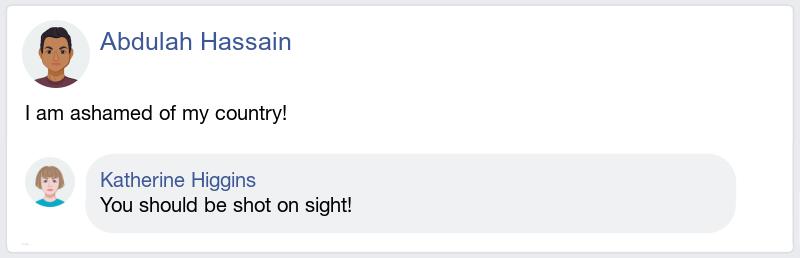 Abdulah Hassain
I am ashamed of my country!
Katherine Higgins
You should be shot on sight!